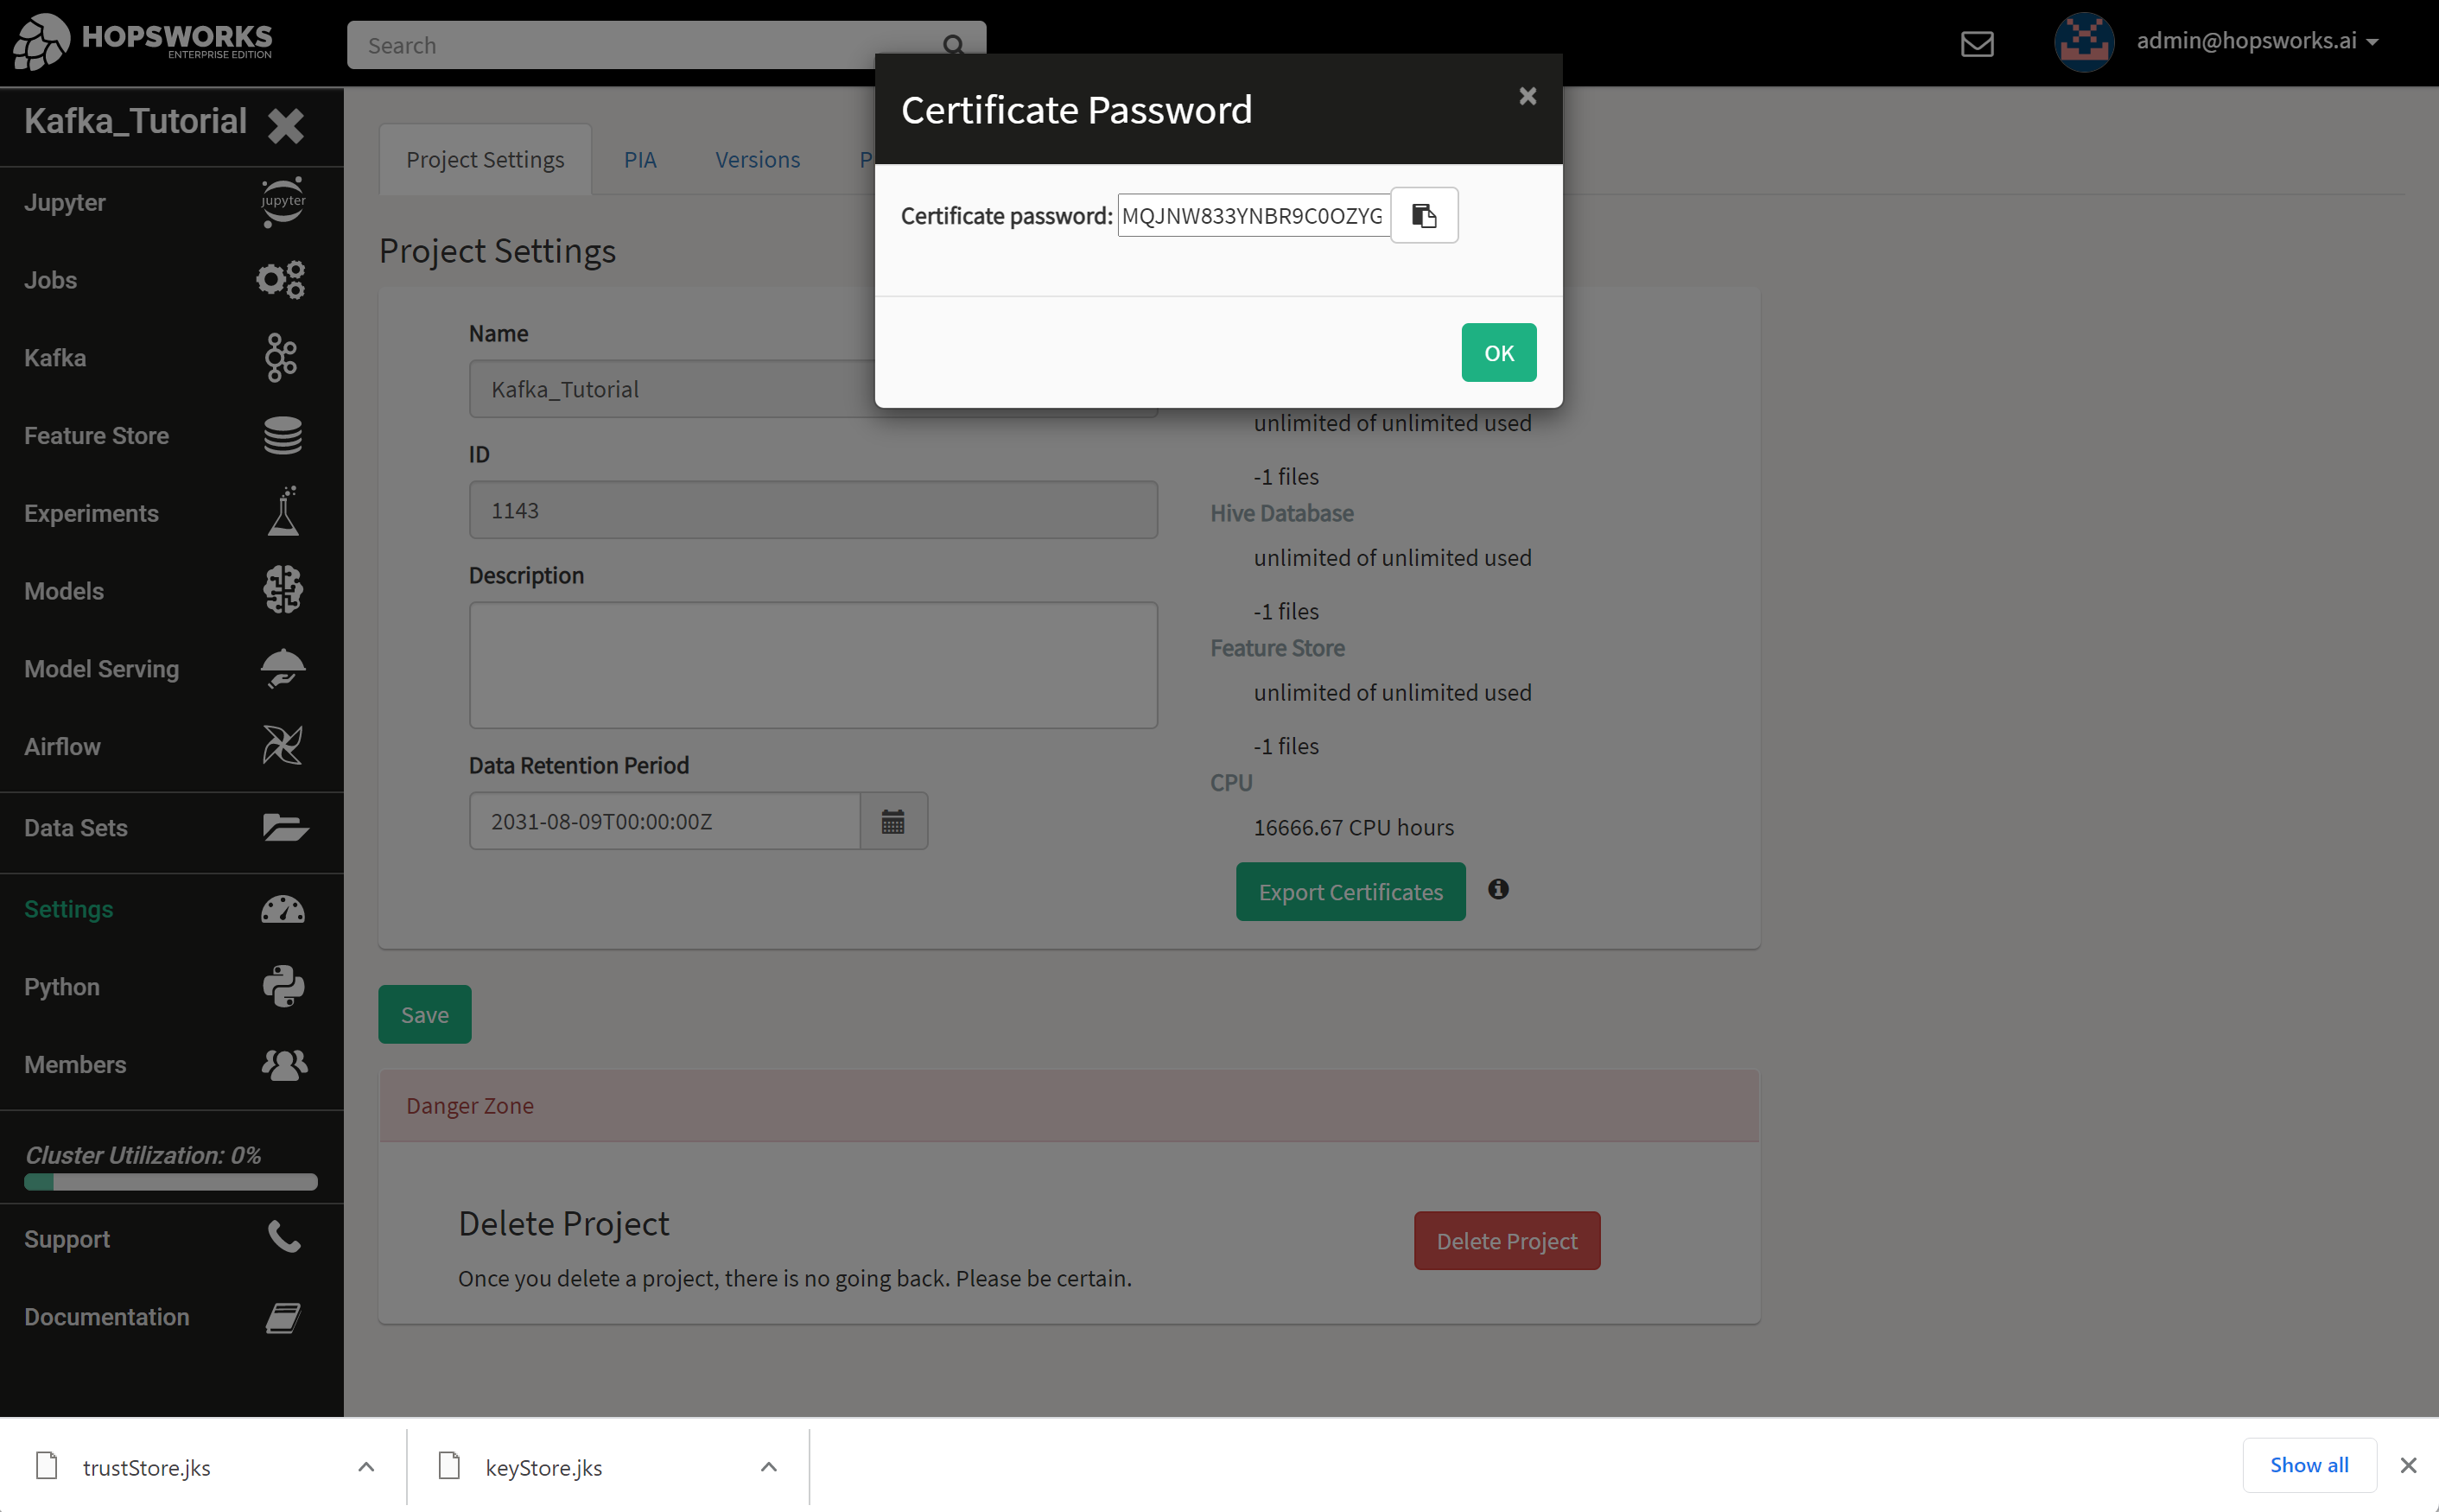 HOPSWORKS
ENTERPRISE EDITION
Search
admin@hopsworks.ai
Kafka_Tutorial
Jupyter
jupyter
Jobs
Kafka
Feature Store
Experiments
Models
Model Serving
Airflow
Data Sets
Settings
Python
Members
Cluster Utilization: 0%
Support
Documentation
Project Settings
PIA
Versions
P
Certificate Password
×
Certificate password: MQJNW833YNBR9C0OZYG
OK
Project Settings
Name
Kafka_Tutorial
ID
1143
Description
Data Retention Period
2031-08-09T00:00:00Z
unlimited of unlimited used
-1 files
Hive Database
unlimited of unlimited used
-1 files
Feature Store
unlimited of unlimited used
-1 files
CPU
16666.67 CPU hours
Export Certificates
Save
Danger Zone
Delete Project
Once you delete a project, there is no going back. Please be certain.
Delete Project
trustStore.jks
keyStore.jks
Show all